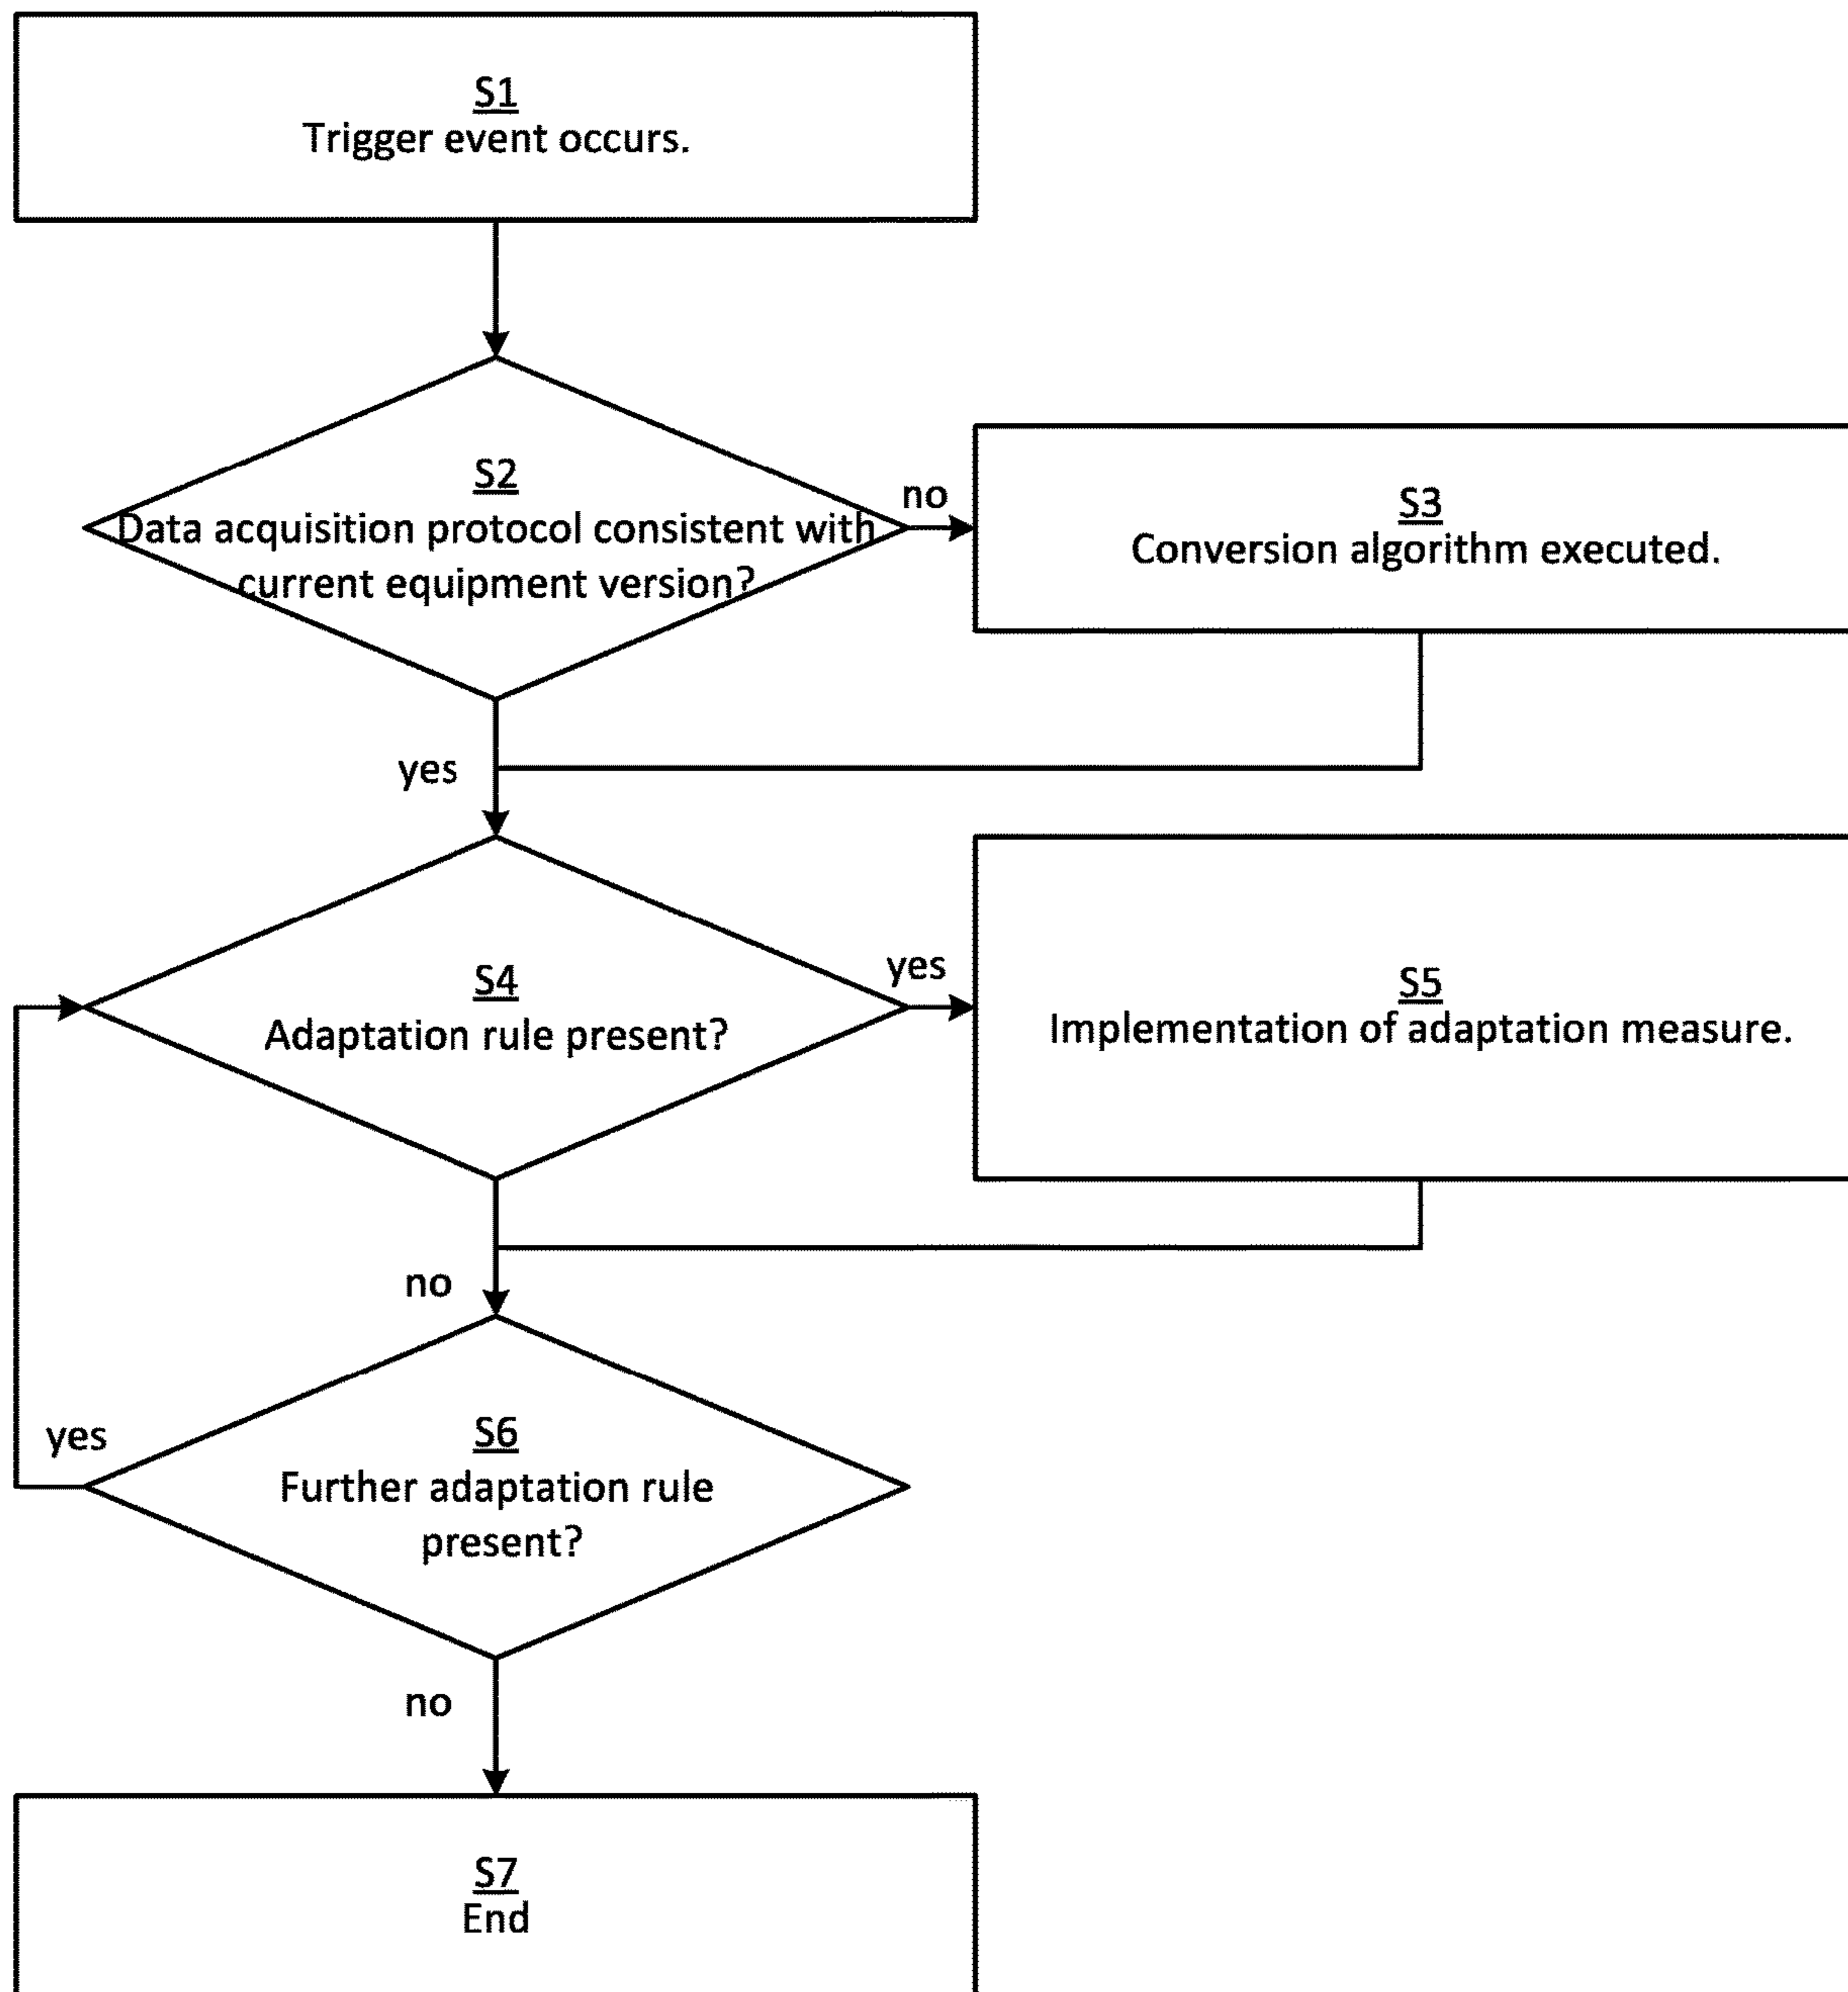 S1
Trigger event occurs.
S2
no
Data acquisition protocol consistent with
current equipment version?
S3
Conversion algorithm executed.
yes
S4
Adaptation rule present?
yes
S5
Implementation of adaptation measure.
no
S6
Further adaptation rule
present?
yes
no
S7
End